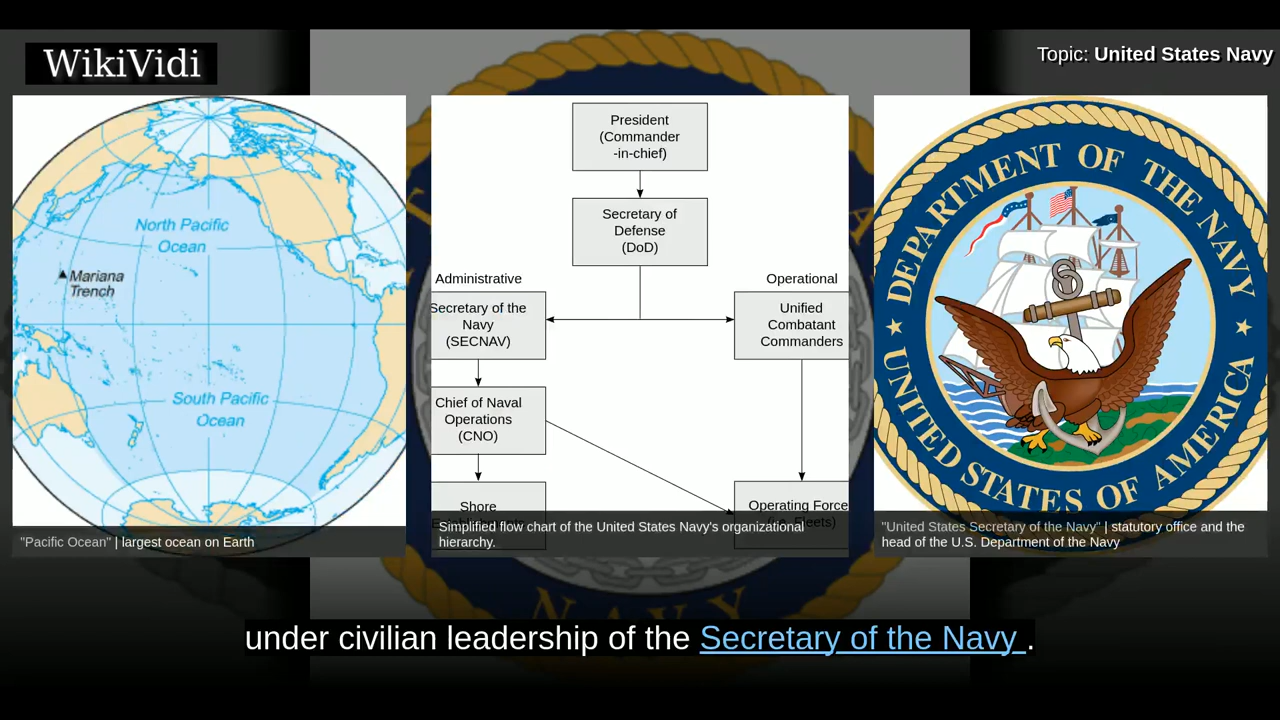 WikiVidi
Topic: United States Navy
North Pacific
Ocean
Mariana
Trench
South Pacific
Ocean
"Pacific Ocean" | largest ocean on Earth
President
(Commander
-in-chief)
Secretary of
Defense
(DoD)
Administrative
Operational
Secretary of the
Navy
(SECNAV)
Unified
Combatant
Commanders
Chief of Naval
Operations
(CNO)
Shore
Operating Force
Simplified flow chart of the United States Navy's organizational
hierarchy.
DEPARTMENT OF THE NAVY
UNITED STATES OF AMERICA
"United States Secretary of the Navy" | statutory office and the
head of the U.S. Department of the Navy
NAVY
under civilian leadership of the Secretary of the Navy .